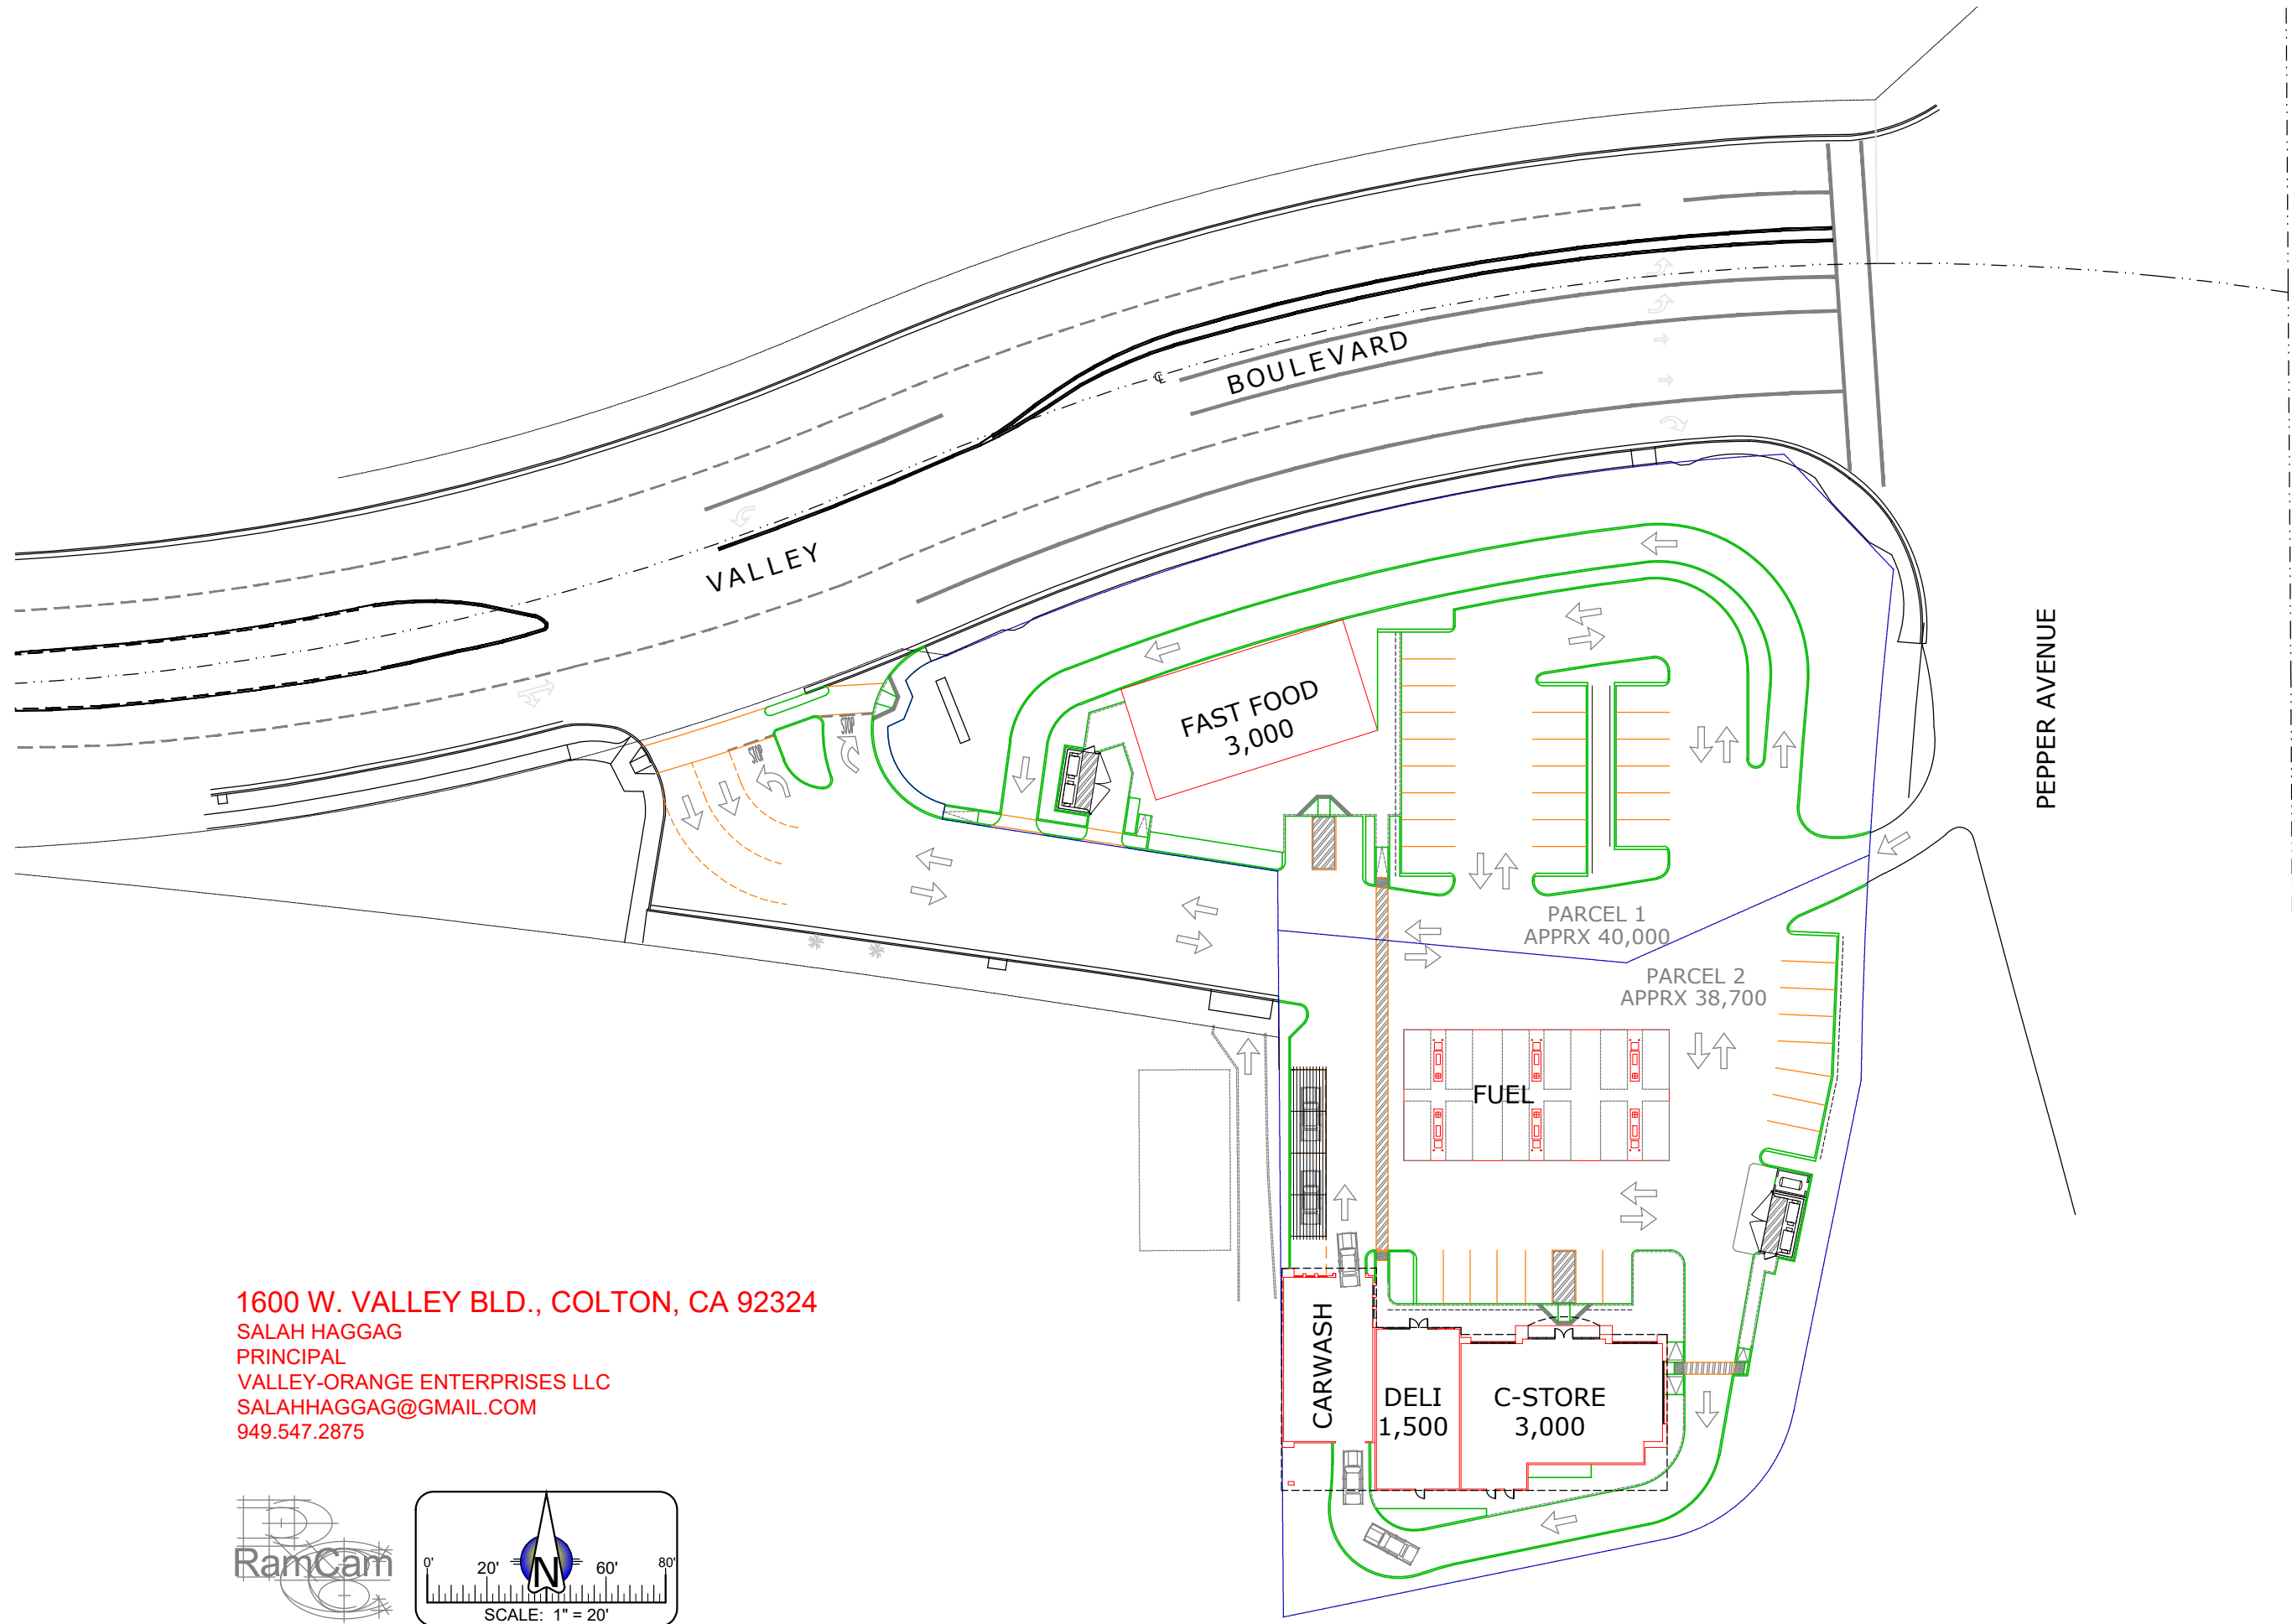 BOULEVARD
℄
VALLEY
PEPPER AVENUE
FAST FOOD
3,000
STOP
STOP
PARCEL 1
APPRX 40,000
PARCEL 2
APPRX 38,700
FUEL
CARWASH
DELI
1,500
C-STORE
3,000
1600 W. VALLEY BLD., COLTON, CA 92324
SALAH HAGGAG
PRINCIPAL
VALLEY-ORANGE ENTERPRISES LLC
SALAHHAGGAG@GMAIL.COM
949.547.2875
RamCam
0' 20' 60' 80'
N
SCALE: 1" = 20'